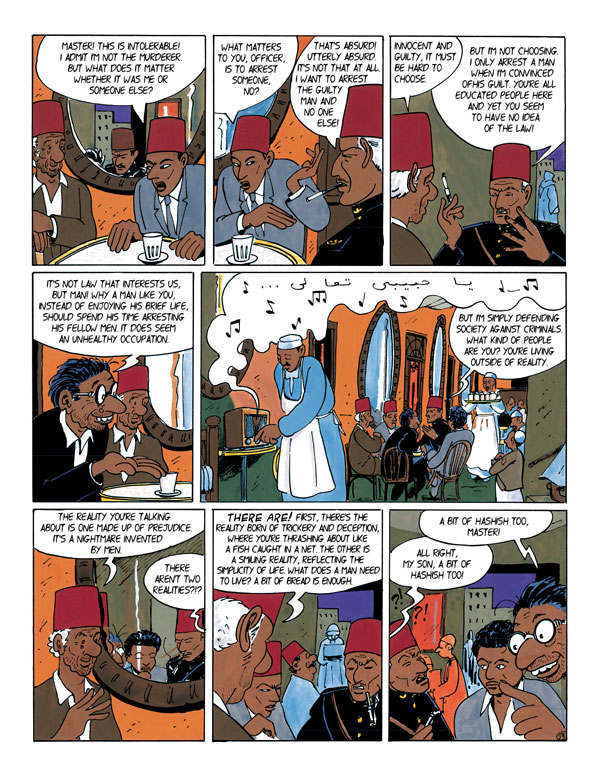 MASTER! THIS IS INTOLERABLE!
I ADMIT I'M NOT THE MURDERER.
BUT WHAT DOES IT MATTER
WHETHER IT WAS ME OR
SOMEONE ELSE?
WHAT MATTERS
TO YOU, OFFICER,
IS TO ARREST
SOMEONE,
NO?
THAT'S ABSURD!
UTTERLY ABSURD.
IT'S NOT THAT AT ALL.
I WANT TO ARREST
THE GUILTY
MAN AND
NO ONE
ELSE!
INNOCENT AND
GUILTY, IT MUST
BE HARD TO
CHOOSE.
BUT I'M NOT CHOOSING.
I ONLY ARREST A MAN
WHEN I'M CONVINCED
OF HIS GUILT. YOU'RE ALL
EDUCATED PEOPLE HERE
AND YET YOU SEEM
TO HAVE NO IDEA
OF THE LAW!
IT'S NOT LAW THAT INTERESTS US,
BUT MAN! WHY A MAN LIKE YOU,
INSTEAD OF ENJOYING HIS BRIEF LIFE,
SHOULD SPEND HIS TIME ARRESTING
HIS FELLOW MEN. IT DOES SEEM
AN UNHEALTHY OCCUPATION.
يا حبيبي تعالى ...
BUT I'M SIMPLY DEFENDING
SOCIETY AGAINST CRIMINALS.
WHAT KIND OF PEOPLE
ARE YOU? YOU'RE LIVING
OUTSIDE OF REALITY.
THE REALITY YOU'RE TALKING
ABOUT IS ONE MADE UP OF PREJUDICE.
IT'S A NIGHTMARE INVENTED
BY MEN.
THERE
ARENT TWO
REALITIES?!?
THERE ARE! FIRST, THERE'S THE
REALITY BORN OF TRICKERY AND DECEPTION,
WHERE YOU'RE THRASHING ABOUT LIKE
A FISH CAUGHT IN A NET. THE OTHER IS
A SMILING REALITY, REFLECTING THE
SIMPLICITY OF LIFE. WHAT DOES A MAN NEED
TO LIVE? A BIT OF BREAD IS ENOUGH.
A BIT OF HASHISH TOO,
MASTER!
ALL RIGHT,
MY SON, A BIT OF
HASHISH TOO!
?!